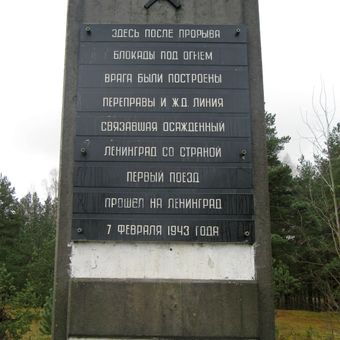 ЗДЕСЬ ПОСЛЕ ПРОРЫВА
БЛОКАДЫ ПОД ОГНЕМ
ВРАГА БЫЛИ ПОСТРОЕНЫ
ПЕРЕПРАВЫ И Ж.Д. ЛИНИЯ
СВЯЗАВШАЯ ОСАЖДЕННЫЙ
ЛЕНИНГРАД СО СТРАНОЙ
ПЕРВЫЙ ПОЕЗД
ПРОШЕЛ НА ЛЕНИНГРАД
7 ФЕВРАЛЯ 1943 ГОДА